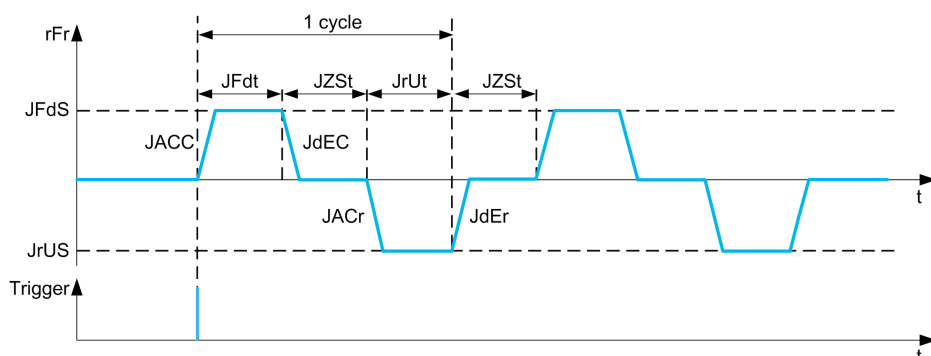 1 cycle
rFr
JFdt JZSt JrUt JZSt
JFdS
JACC JdEC
t
JACr JdEr
JrUS
Trigger
t